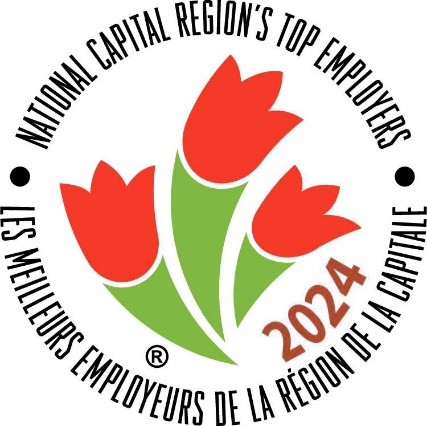 NATIONAL CAPITAL REGION'S TOP EMPLOYERS
2024
®
LES MEILLEURS EMPLOYEURS DE LA RÉGION DE LA CAPITALE